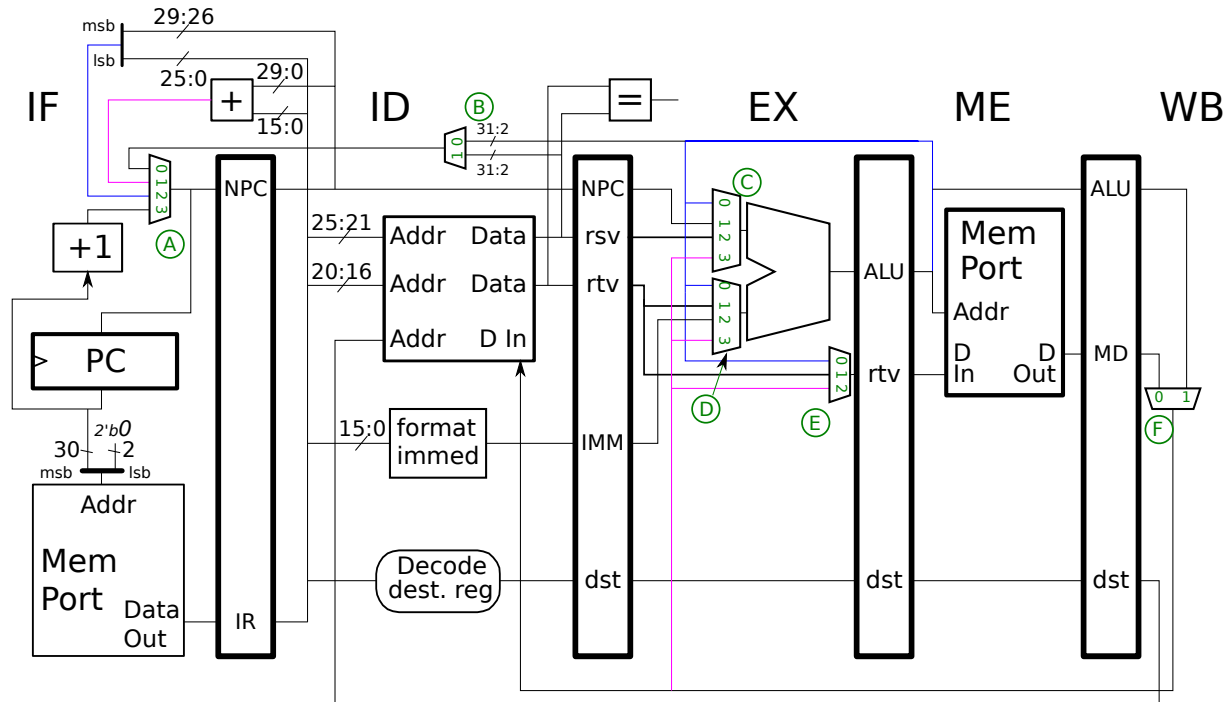 29:26
msb
lsb
25:0
29:0
+
15:0
=
IF
ID
EX
ME
WB
B
31:2
1 0
31:2
0
1
2
3
A
NPC
NPC
ALU
C
0
1
2
3
+1
25:21
Addr
Data
rsv
20:16
Addr
Data
rtv
Addr
D In
ALU
Mem
Port
Addr
D
In
D
Out
0
1
2
3
D
PC
0
1
2
E
rtv
MD
0 1
F
2'b0
30
2
msb
lsb
15:0
format
immed
IMM
Addr
Mem
Port
Data
Out
IR
Decode
dest. reg
dst
dst
dst